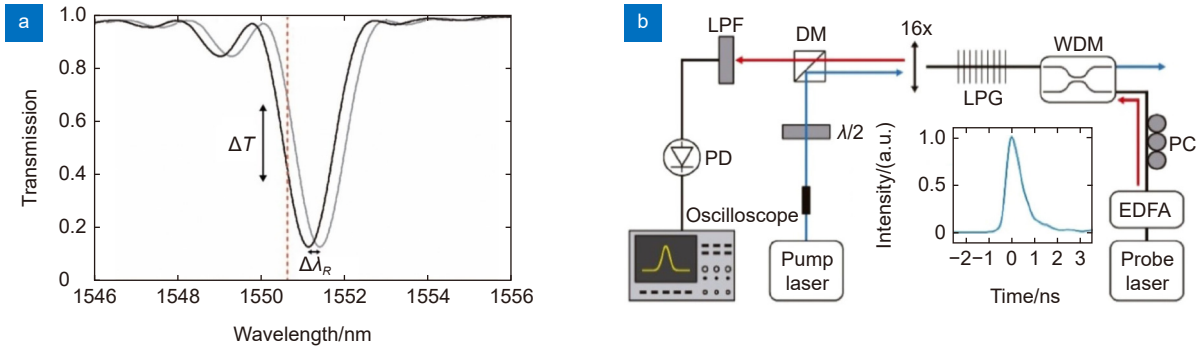 a
Transmission
1.0
0.8
0.6
0.4
0.2
0
ΔT
Δλ_R
1546
1548
1550
1552
1554
1556
Wavelength/nm
b
LPF
DM
16x
WDM
LPG
λ/2
PD
PC
Oscilloscope
Pump
laser
Intensity/(a.u.)
1.0
0.5
0
−2 −1 0 1 2 3
Time/ns
EDFA
Probe
laser